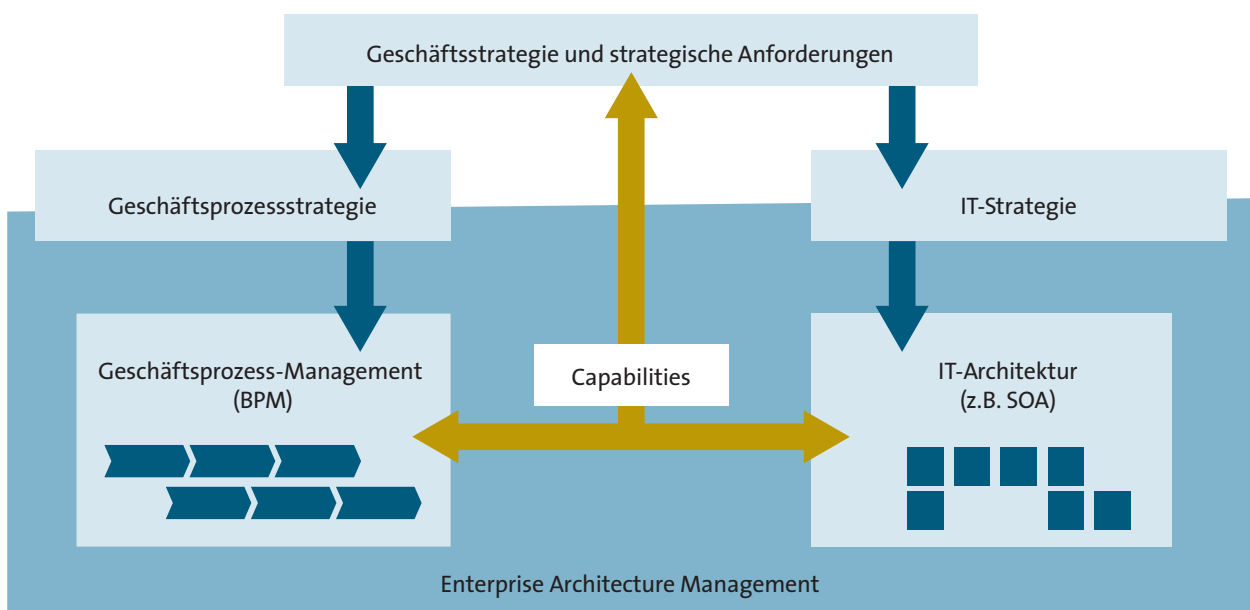 Geschäftsstrategie und strategische Anforderungen
Geschäftsprozessstrategie
IT-Strategie
Geschäftsprozess-Management
(BPM)
Capabilities
IT-Architektur
(z.B. SOA)
Enterprise Architecture Management